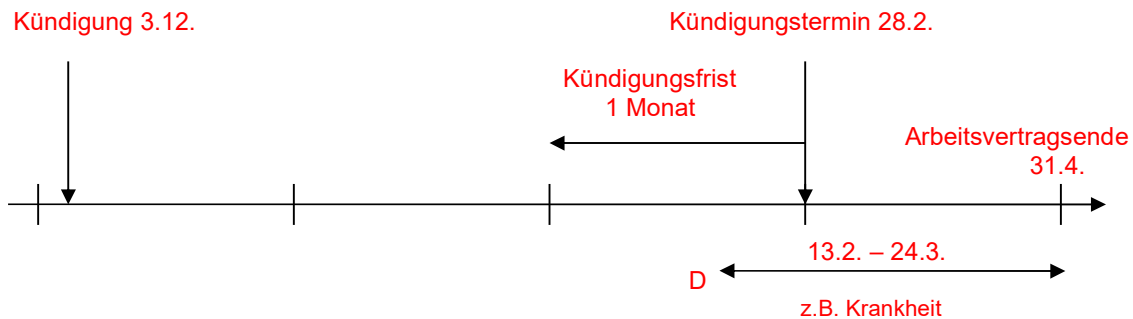 Kündigung 3.12.
Kündigungstermin 28.2.
Kündigungsfrist
1 Monat
Arbeitsvertragsende
31.4.
13.2. – 24.3.
D
z.B. Krankheit